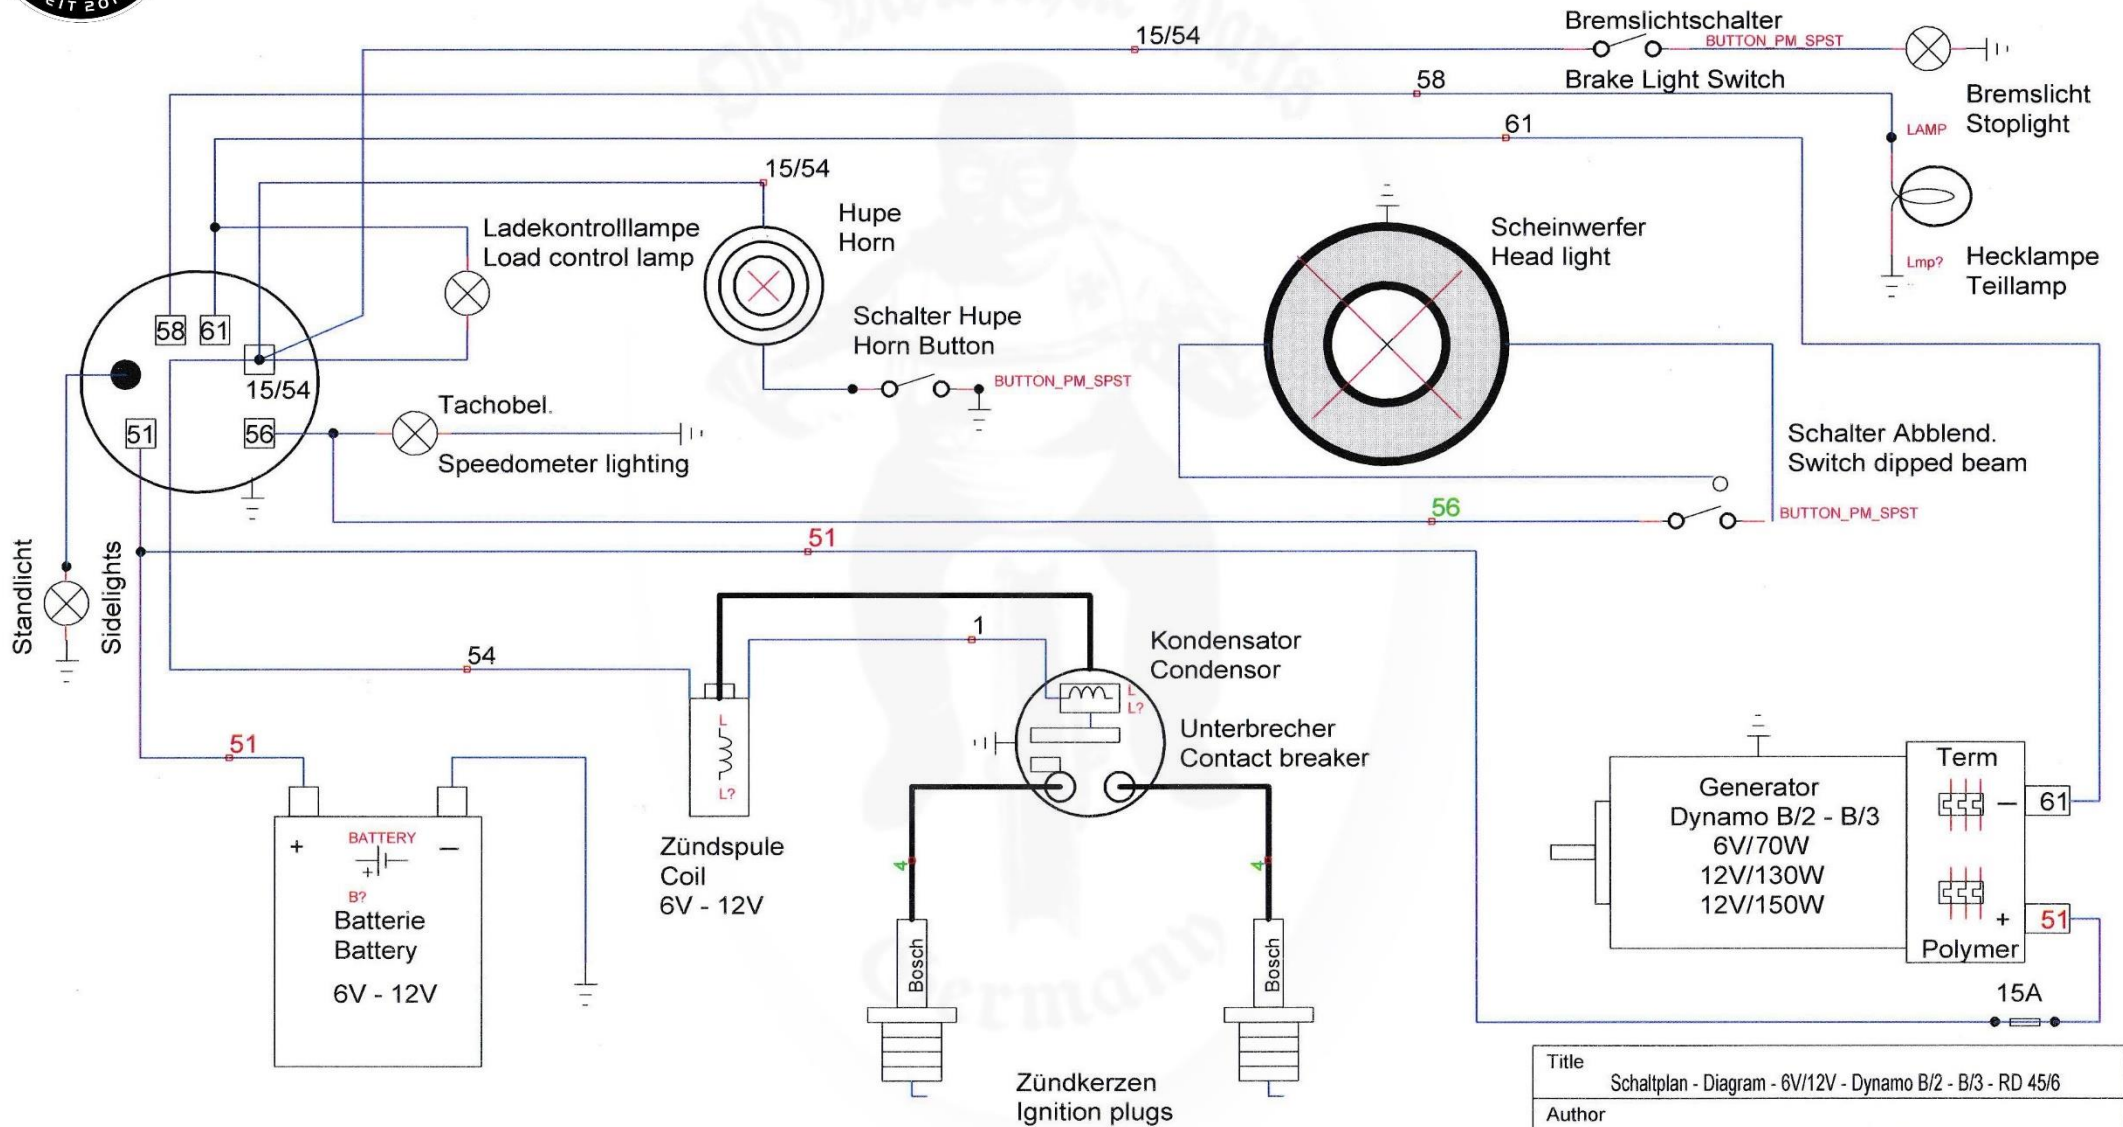 EIT 201
15/54
Bremslichtschalter
BUTTON_PM_SPST
Brake Light Switch
Bremslicht
Stoplight
58
61
LAMP
Lmp?
Hecklampe
Teillamp
15/54
Hupe
Horn
Ladekontrolllampe
Load control lamp
Scheinwerfer
Head light
58
61
15/54
51
56
Schalter Hupe
Horn Button
BUTTON_PM_SPST
Tachobel.
Speedometer lighting
Schalter Abblend.
Switch dipped beam
BUTTON_PM_SPST
56
51
Standlicht
Sidelights
54
1
Kondensator
Condensor
L
L?
Unterbrecher
Contact breaker
51
+
BATTERY
—
+
B?
Batterie
Battery
6V - 12V
L
L?
Zündspule
Coil
6V - 12V
4
4
Bosch
Bosch
Zündkerzen
Ignition plugs
Generator
Dynamo B/2 - B/3
6V/70W
12V/130W
12V/150W
Term
—
61
+
51
Polymer
15A
Title
Schaltplan - Diagram - 6V/12V - Dynamo B/2 - B/3 - RD 45/6
Author
Old
Parts
Germany